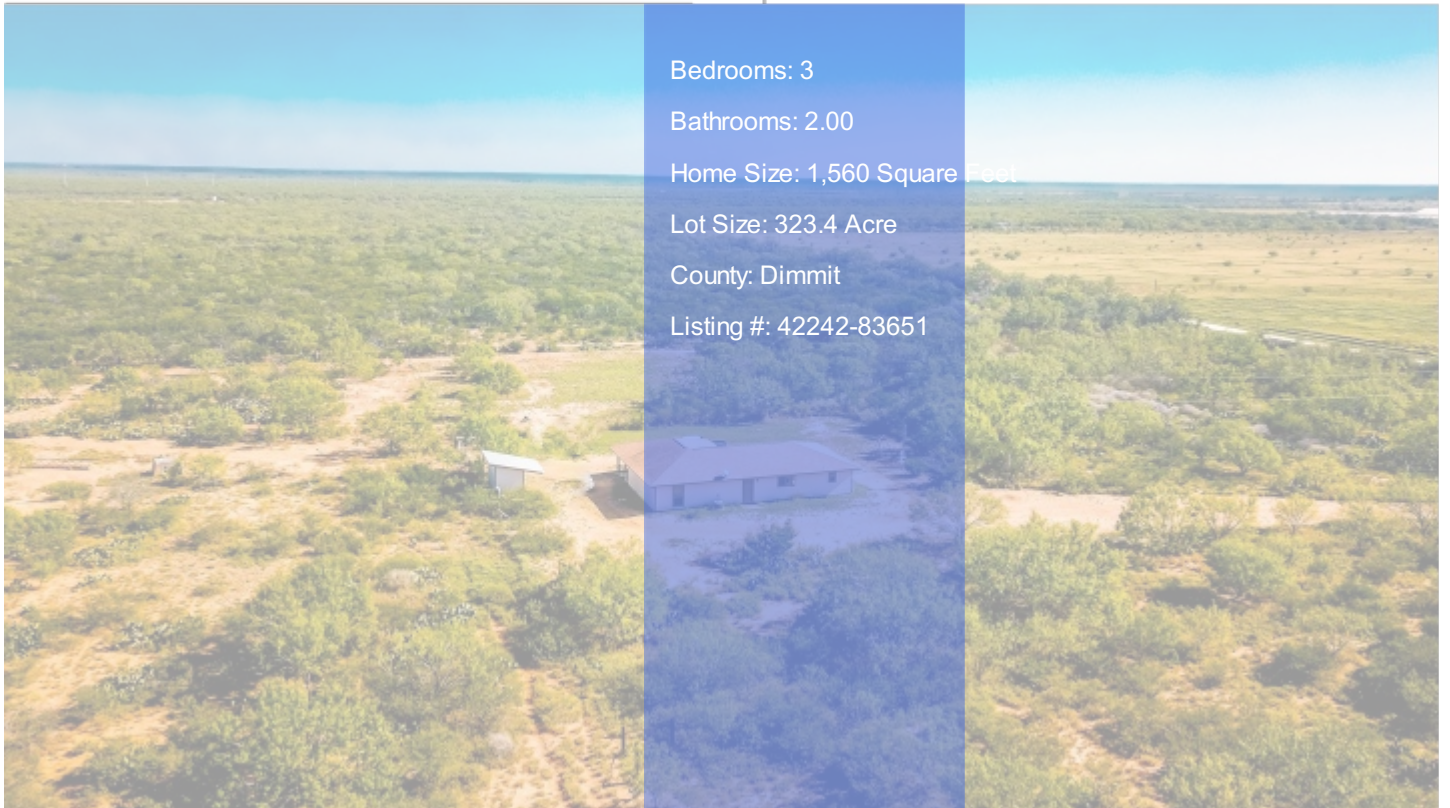 Bedrooms: 3
Bathrooms: 2.00
Home Size: 1,560 Square Feet
Lot Size: 323.4 Acre
County: Dimmit
Listing #: 42242-83651